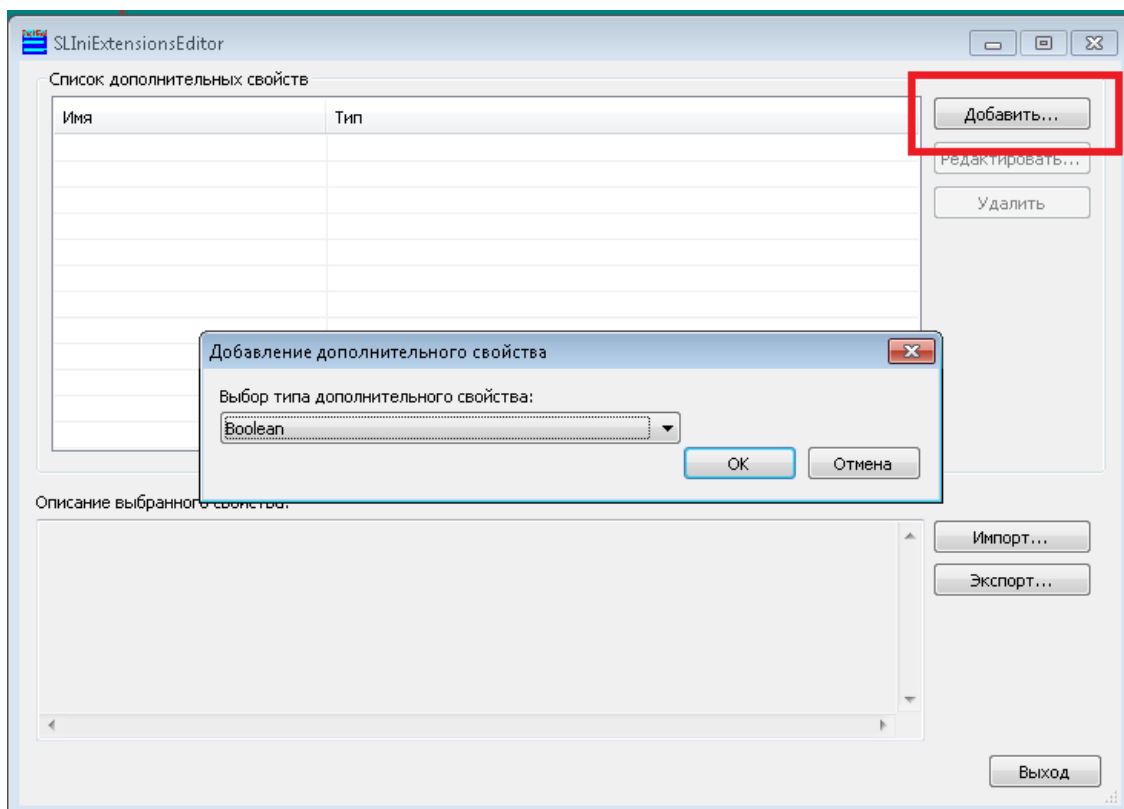 SLIniExtensionsEditor
Список дополнительных свойств
Имя
Тип
Добавить...
Редактировать...
Удалить
Добавление дополнительного свойства
Выбор типа дополнительного свойства:
Boolean
OK
Отмена
Описание выбранного свойства:
Импорт...
Экспорт...
Выход